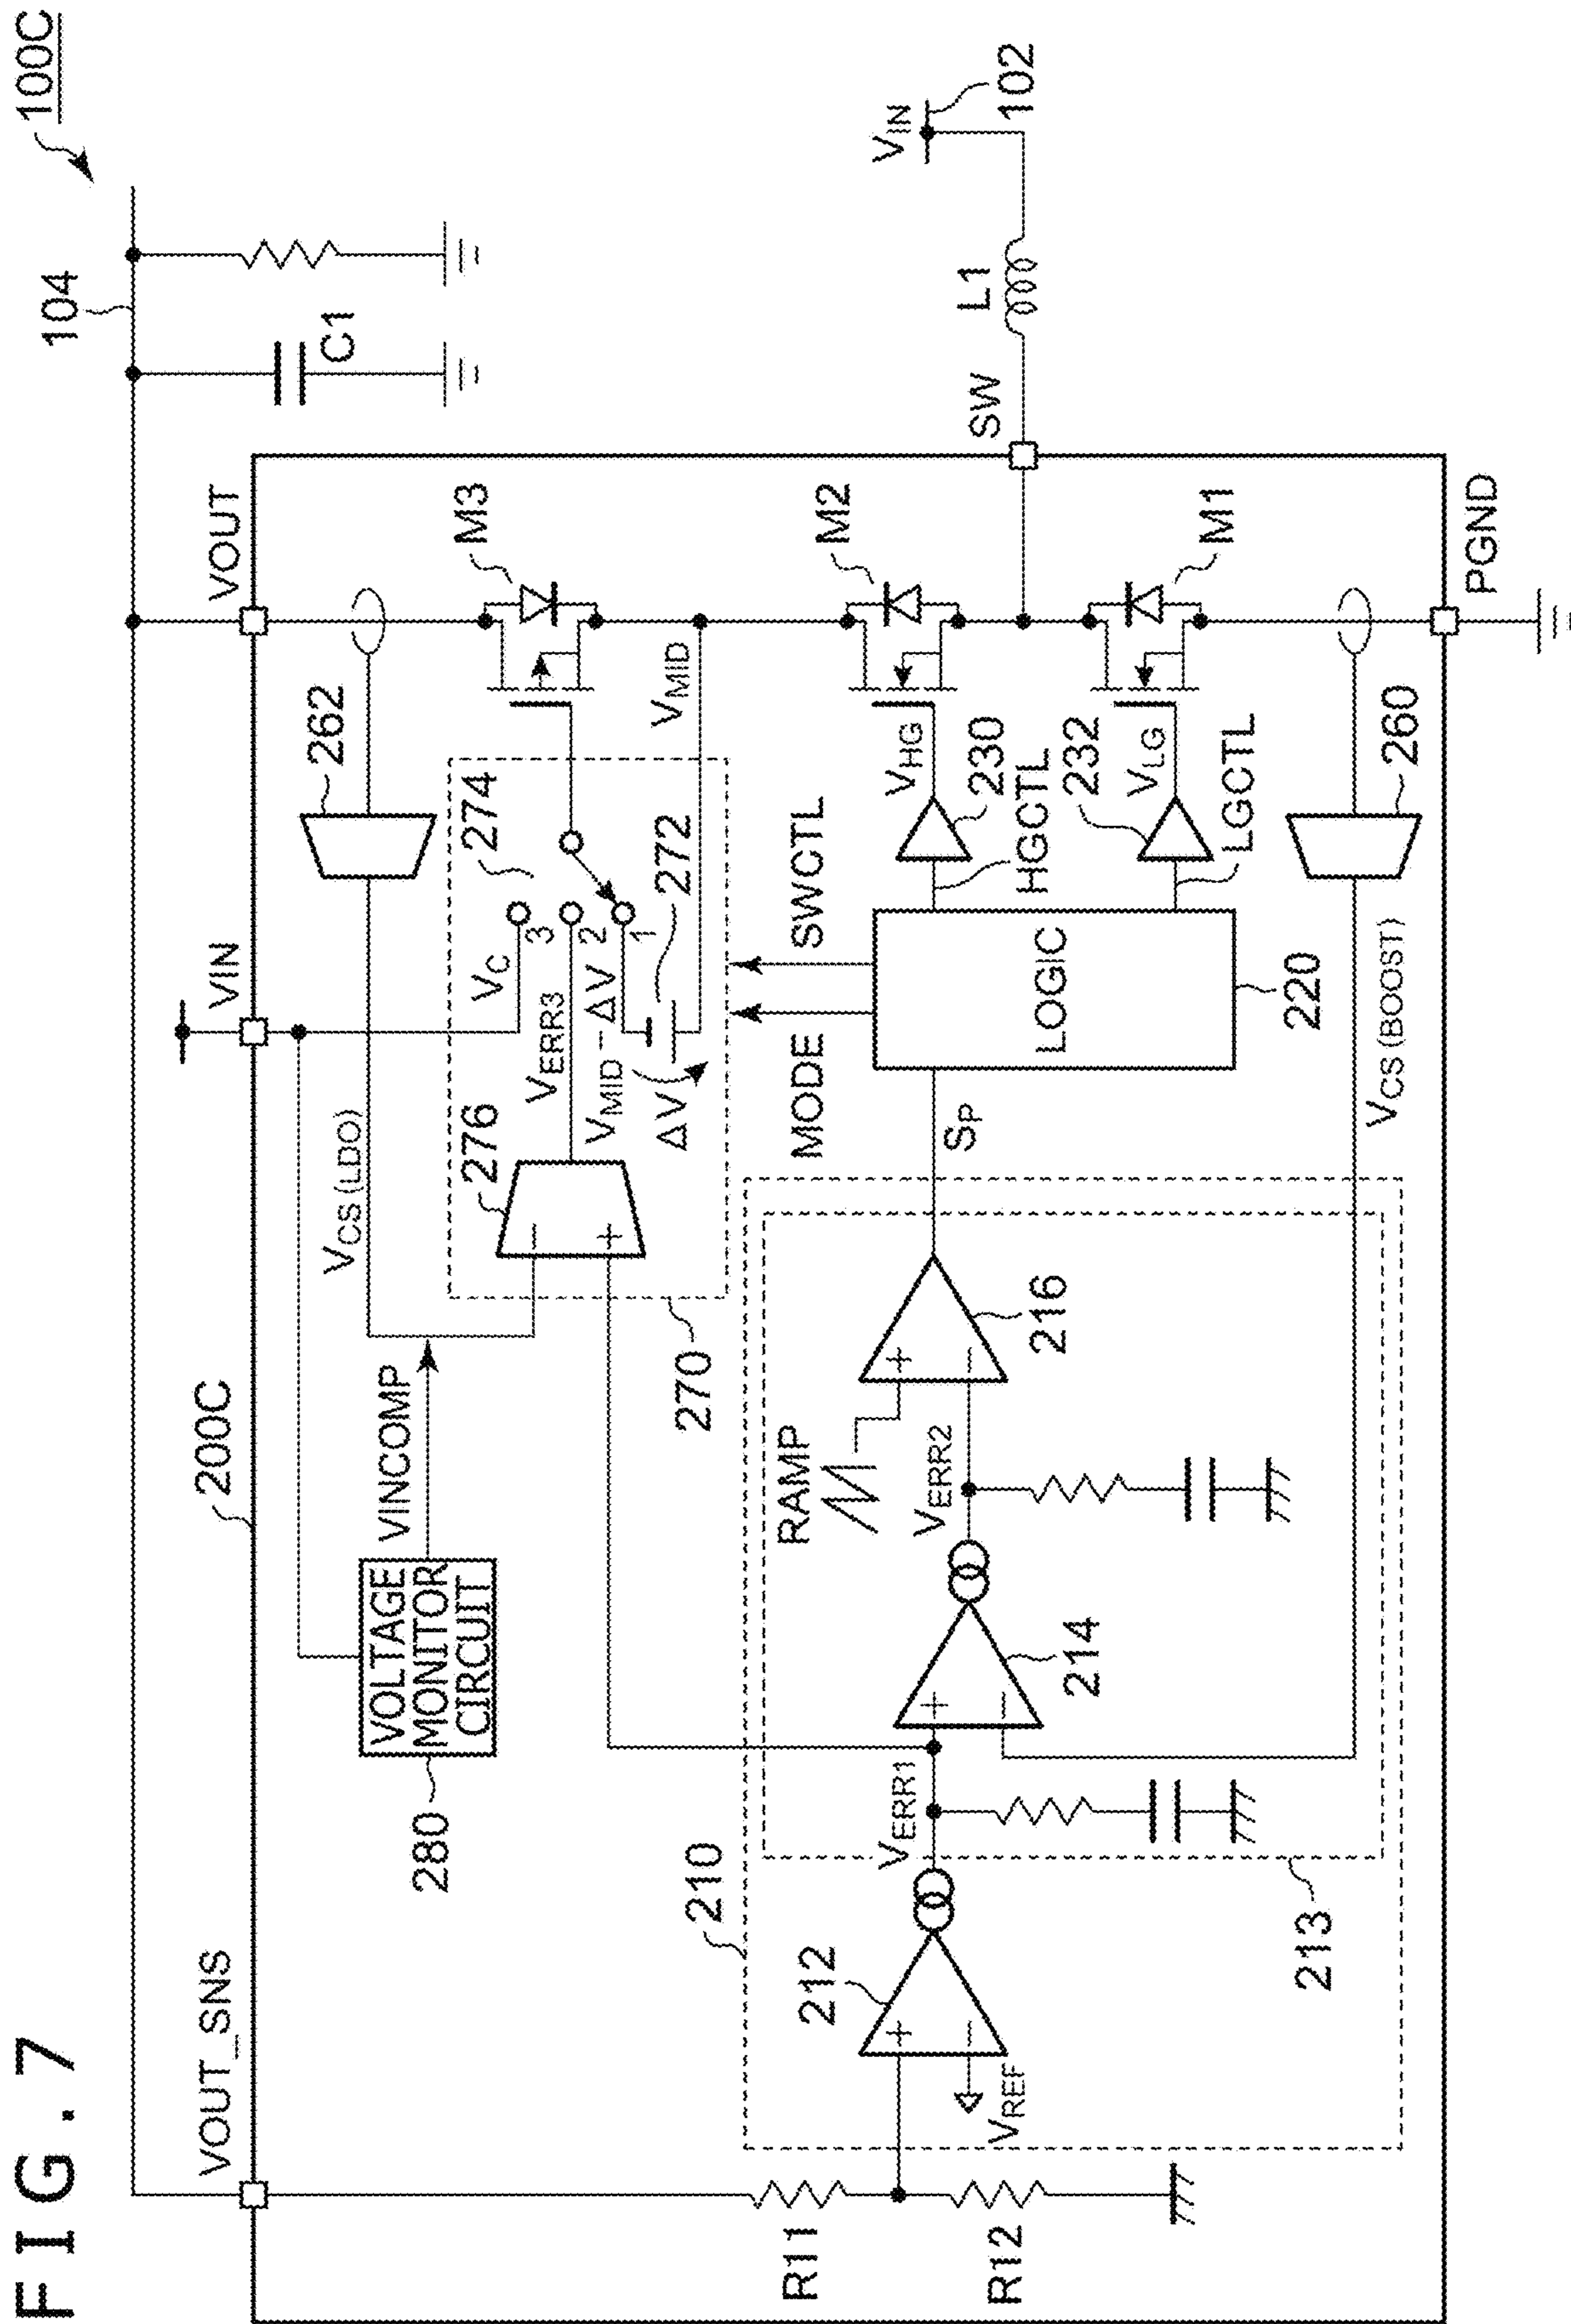 FIG. 7
100C
104
C1
VOUT_SNS
200C
VIN
VOUT
280
VOLTAGE
MONITOR
CIRCUIT
VINCOMP
VCS (LDO)
262
M3
276
274
VC
3
VERR3
2
VMID - ΔV
1
ΔV
272
VMID
270
210
MODE
SWCTL
M2
VIN
102
L1
SW
R11
212
VERR1
RAMP
VERR2
SP
LOGIC
VHG
230
HGCTL
R12
VREF
214
216
220
232
VLG
LGCTL
M1
213
VCS (BOOST)
260
PGND